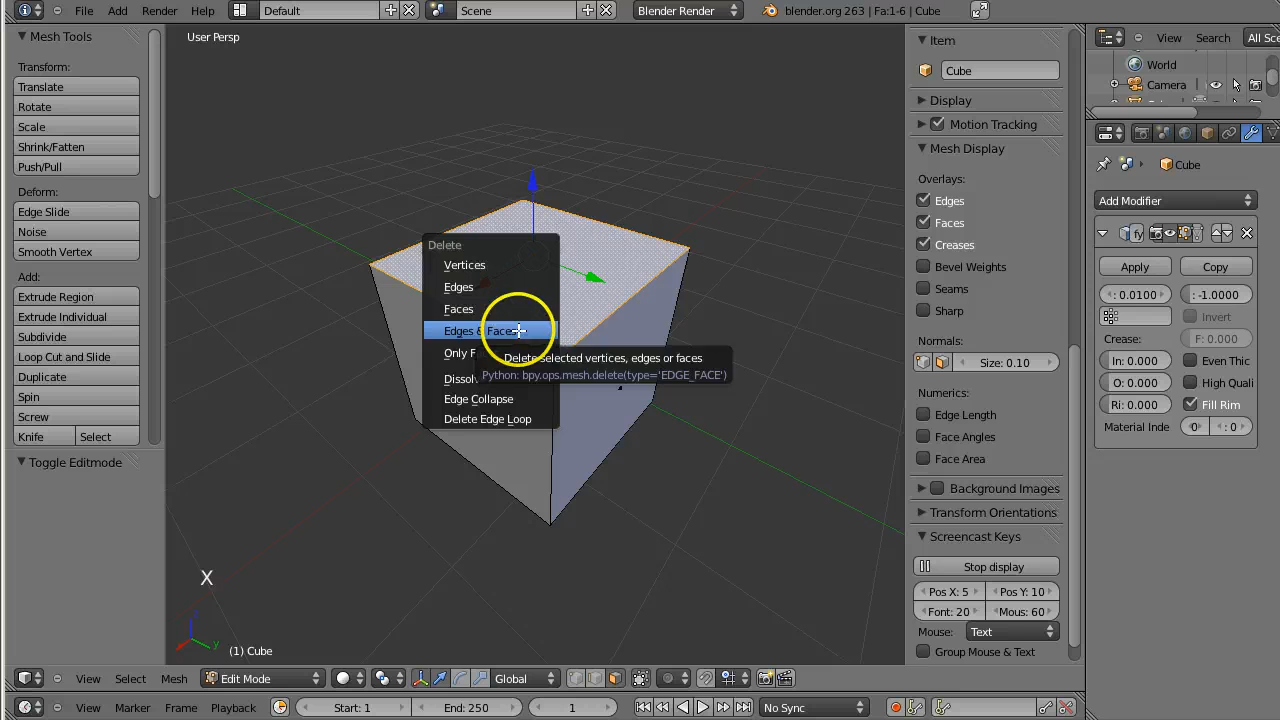 File Add Render Help Default Scene Blender Render blender.org 263 | Fa:1-6 | Cube
Mesh Tools
Transform:
Translate
Rotate
Scale
Shrink/Fatten
Push/Pull
Deform:
Edge Slide
Noise
Smooth Vertex
Add:
Extrude Region
Extrude Individual
Subdivide
Loop Cut and Slide
Duplicate
Spin
Screw
Knife Select
Toggle Editmode
User Persp
Delete
Vertices
Edges
Faces
Edges & Faces
Only F
Dissol
Edge Collapse
Delete Edge Loop
Delete selected vertices, edges or faces
Python: bpy.ops.mesh.delete(type='EDGE_FACE')
X
z
y
(1) Cube
Item
Cube
Display
Motion Tracking
Mesh Display
Overlays:
Edges
Faces
Creases
Bevel Weights
Seams
Sharp
Normals:
Size: 0.10
Numerics:
Edge Length
Edge Angles
Face Area
Background Images
Transform Orientations
Screencast Keys
Stop display
Pos X: 5 Pos Y: 10
Font: 20 Mous: 60
Mouse: Text
Group Mouse & Text
View Search All Sce
World
Camera
Cube
Add Modifier
Apply Copy
: 0.0100 : -1.0000
Crease: F: 0.000
In: 0.000 Even Thic
O: 0.000 High Quali
Ri: 0.000 Fill Rim
Material Inde 0 : 0
View Select Mesh Edit Mode Global
View Marker Frame Playback Start: 1 End: 250 1 No Sync